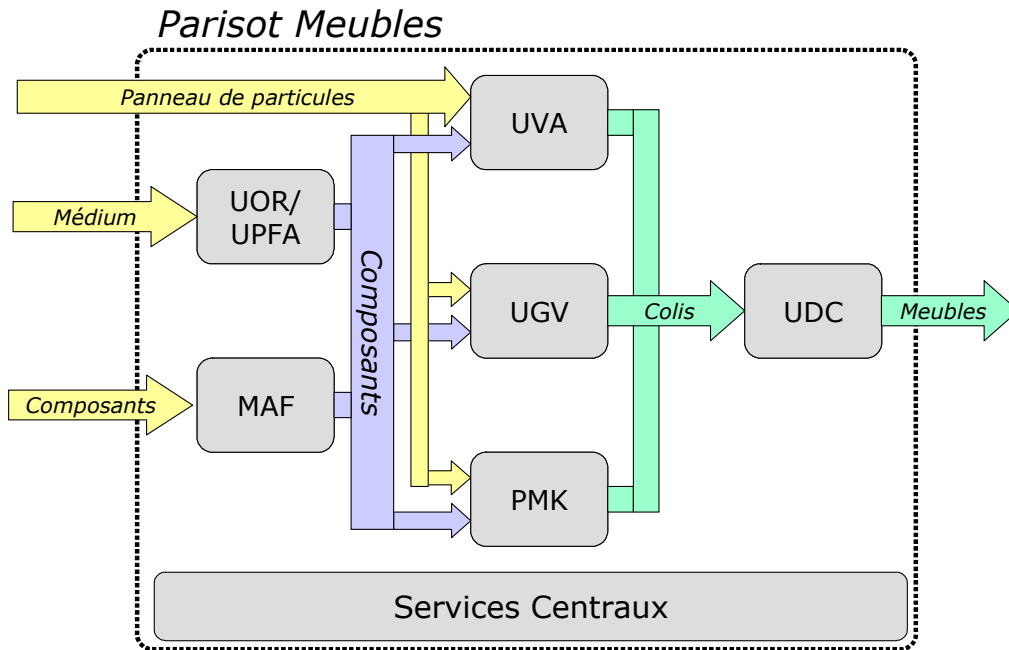 Parisot Meubles
Panneau de particules
UVA
Médium
UOR/
UPFA
Composants
UGV
Colis
UDC
Meubles
Composants
MAF
PMK
Services Centraux